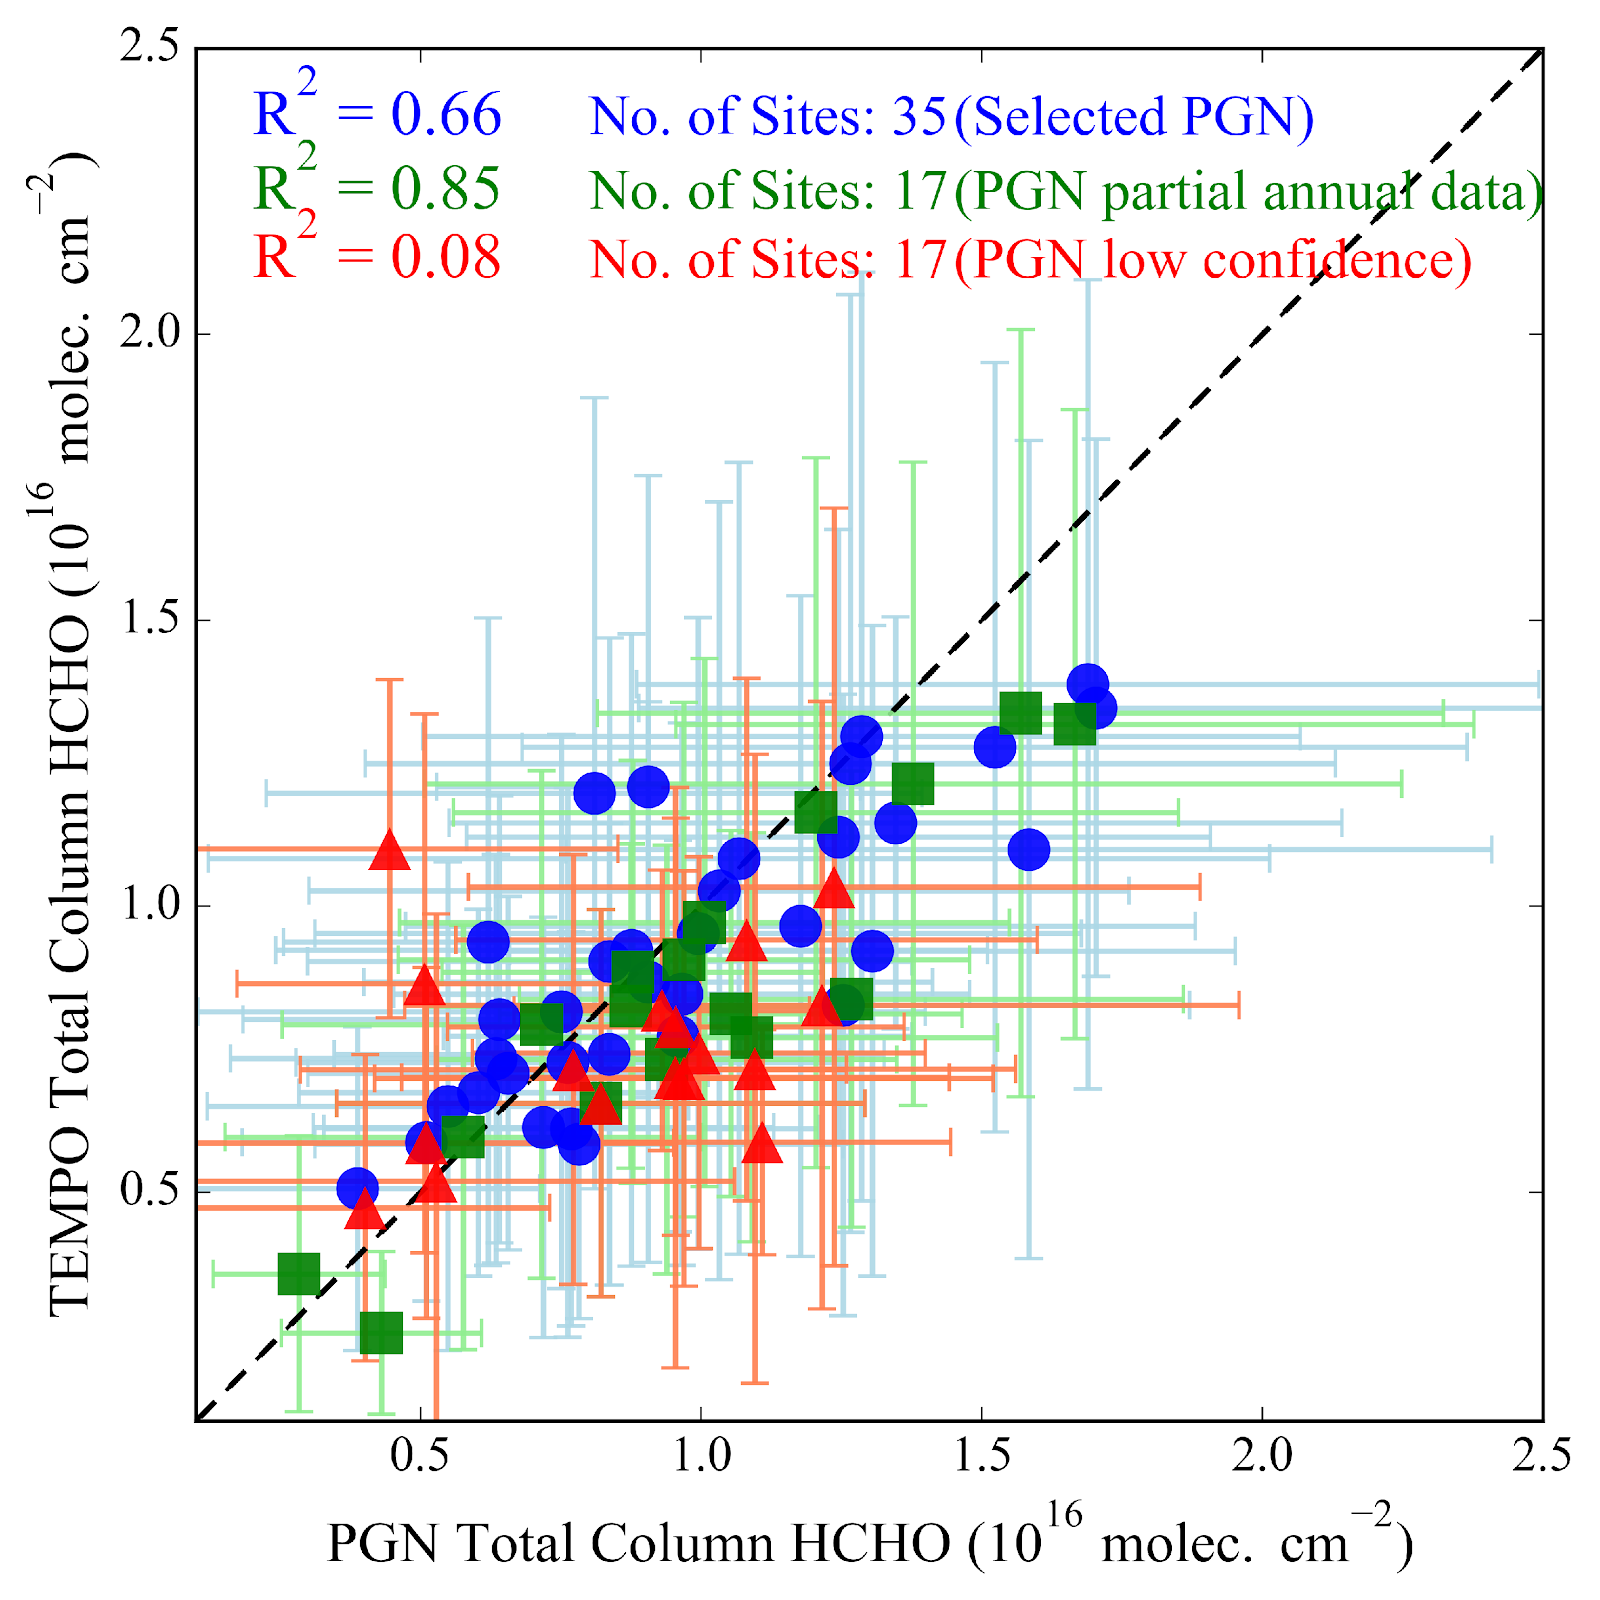 R² = 0.66 No. of Sites: 35(Selected PGN)
R² = 0.85 No. of Sites: 17(PGN partial annual data)
R² = 0.08 No. of Sites: 17(PGN low confidence)
TEMPO Total Column HCHO (10¹⁶ molec. cm⁻²)
2.5
2.0
1.5
1.0
0.5
0.5 1.0 1.5 2.0 2.5
PGN Total Column HCHO (10¹⁶ molec. cm⁻²)